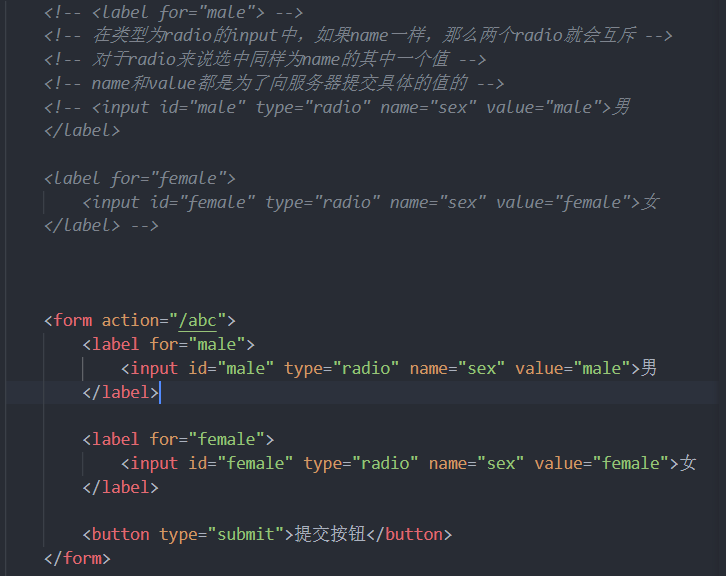 <!-- <label for="male"> -->
<!-- 在类型为radio的input中，如果name一样，那么两个radio就会互斥 -->
<!-- 对于radio来说选中同样为name的其中一个值 -->
<!-- name和value都是为了向服务器提交具体的值的 -->
<!-- <input id="male" type="radio" name="sex" value="male">男
</label>
<label for="female">
<input id="female" type="radio" name="sex" value="female">女
</label> -->
<form action="/abc">
<label for="male">
<input id="male" type="radio" name="sex" value="male">男
</label>
<label for="female">
<input id="female" type="radio" name="sex" value="female">女
</label>
<button type="submit">提交按钮</button>
</form>